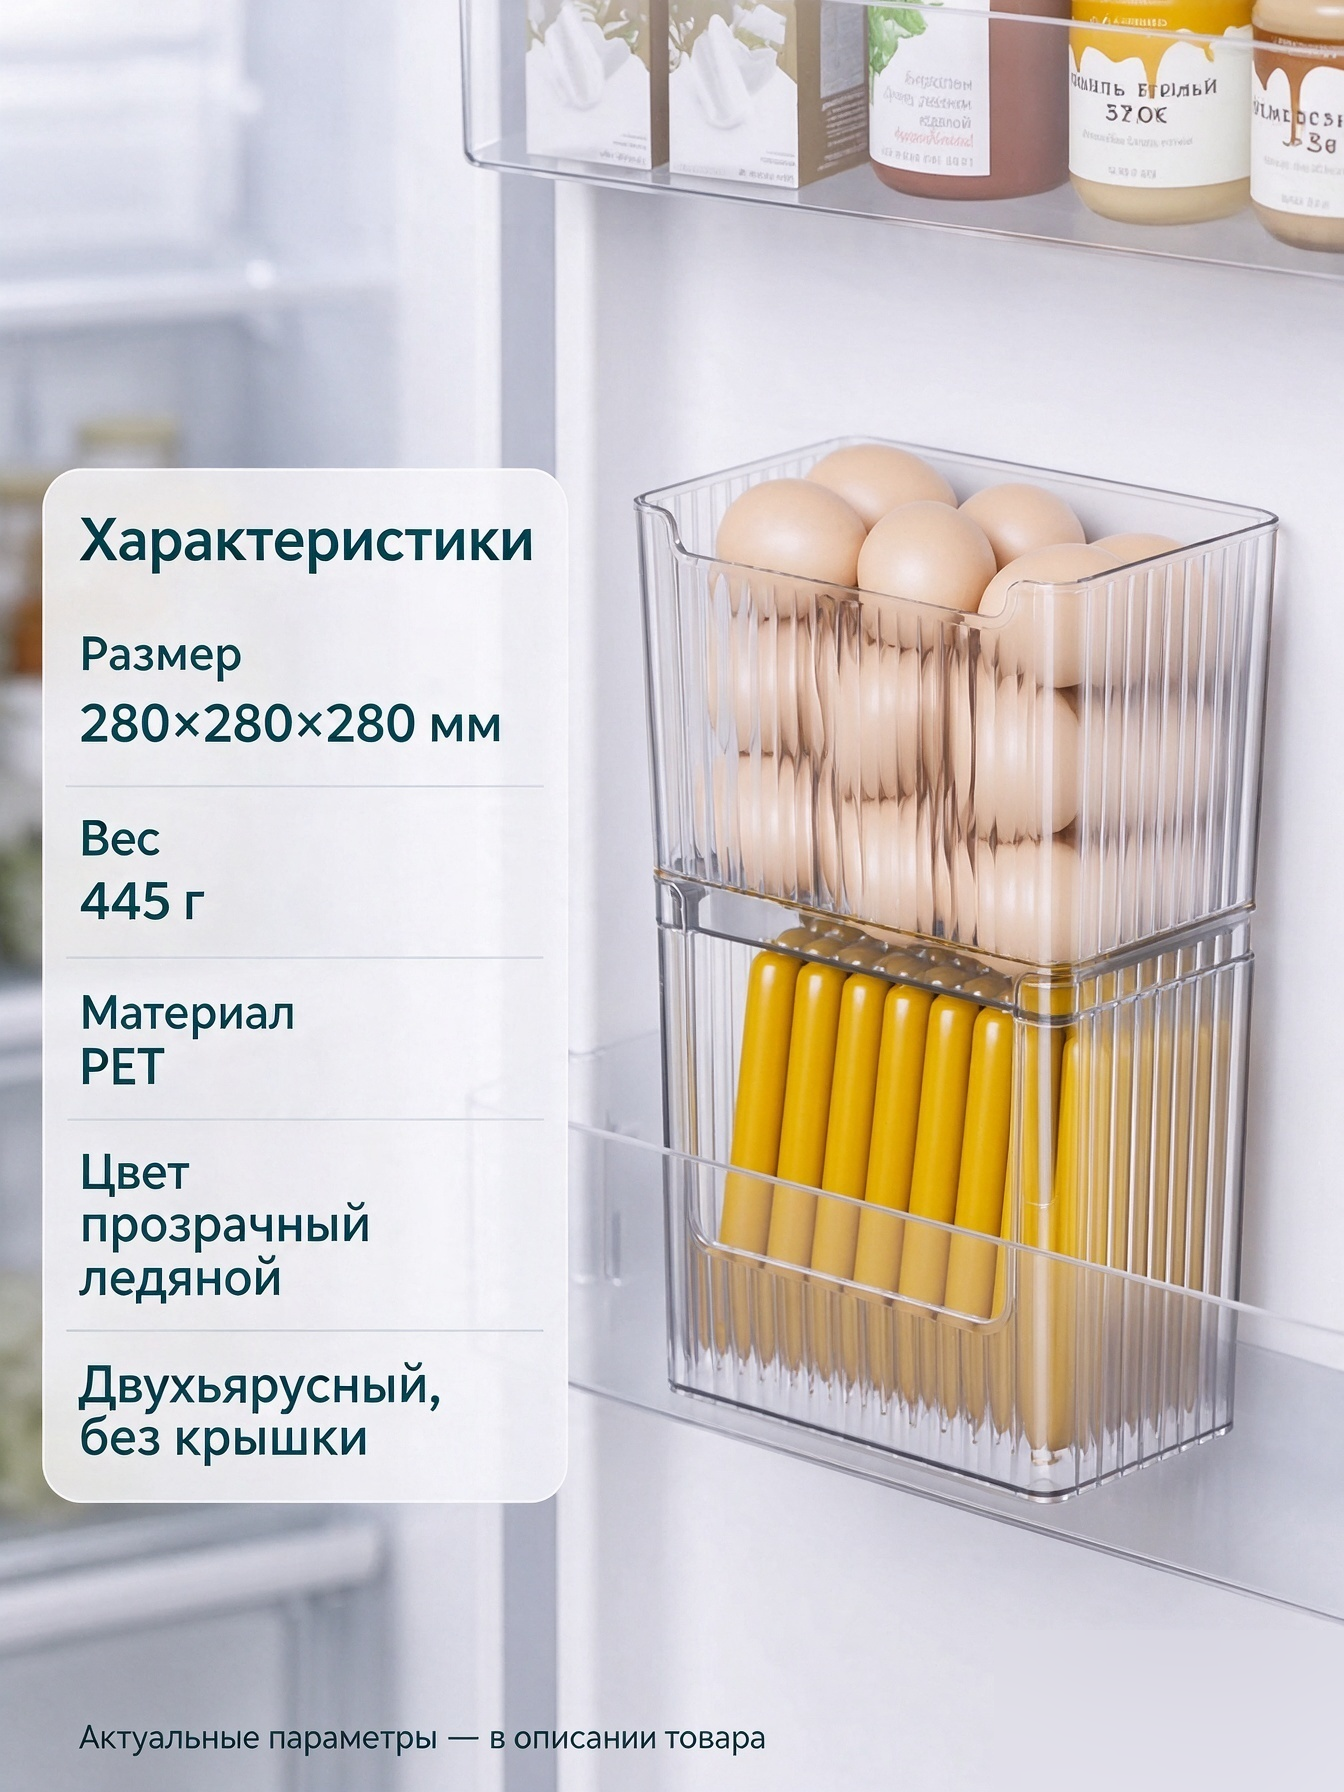 Характеристики
Размер
280×280×280 мм
Вес
445 г
Материал
PET
Цвет
прозрачный
ледяной
Двухьярусный,
без крышки
Актуальные параметры — в описании товара